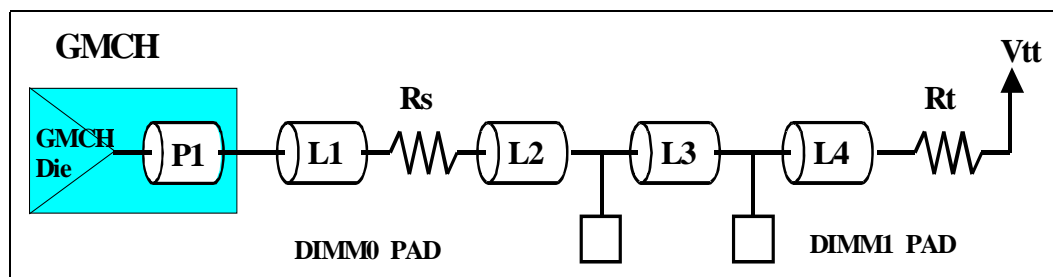 GMCH
Vtt
Rs
Rt
GMCH
Die
P1
L1
L2
L3
L4
DIMM0 PAD
DIMM1 PAD